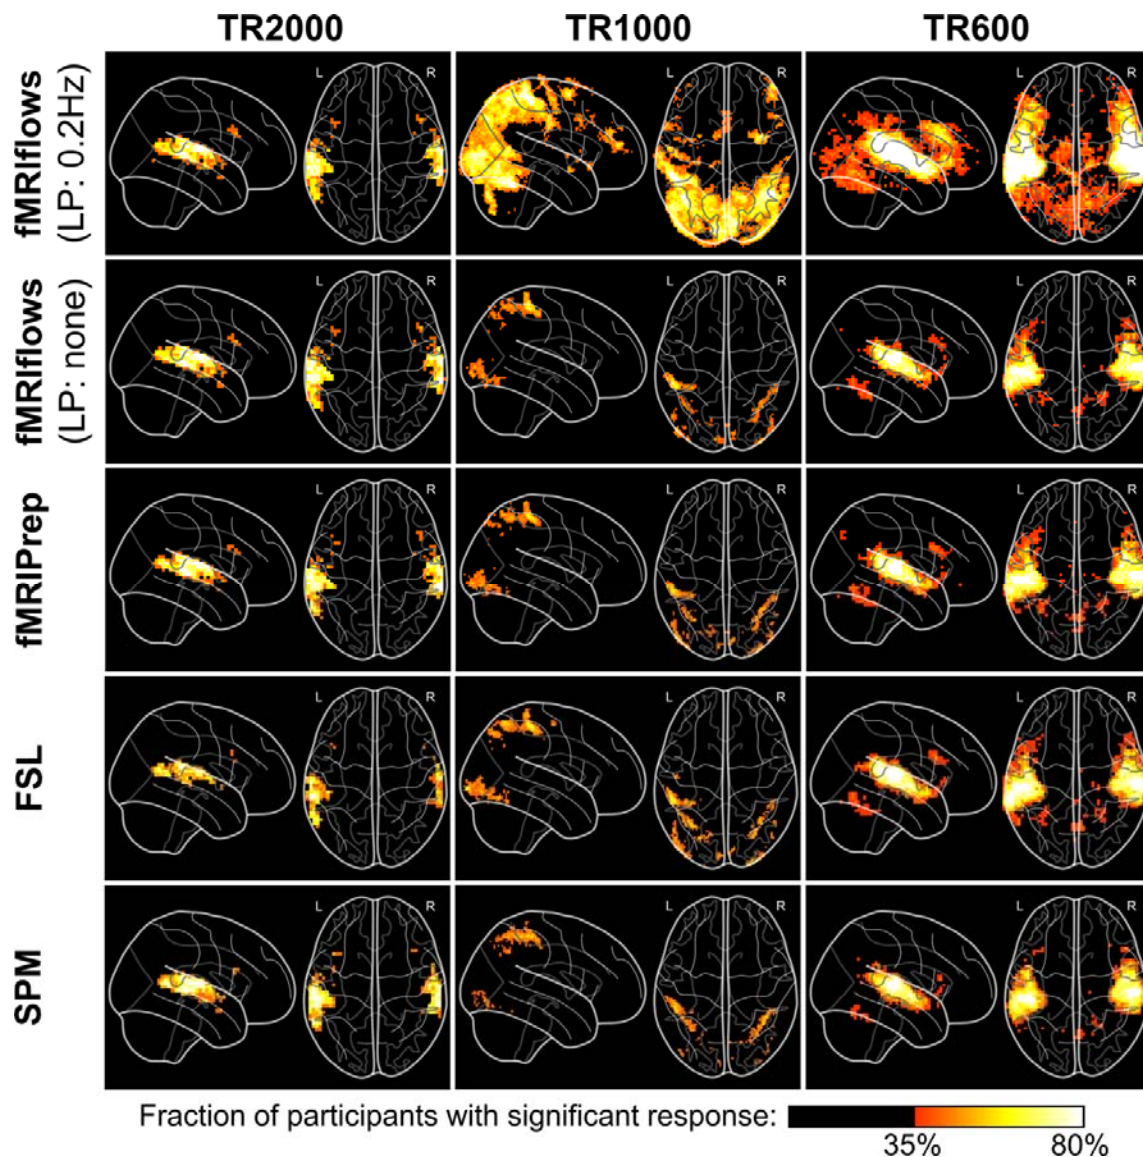 TR2000 TR1000 TR600
fMRIflows
(LP: 0.2Hz)
L R L R L R
fMRIflows
(LP: none)
L R L R L R
fMRIPrep
L R L R L R
FSL
L R L R L R
SPM
L R L R L R
Fraction of participants with significant response:
35% 80%